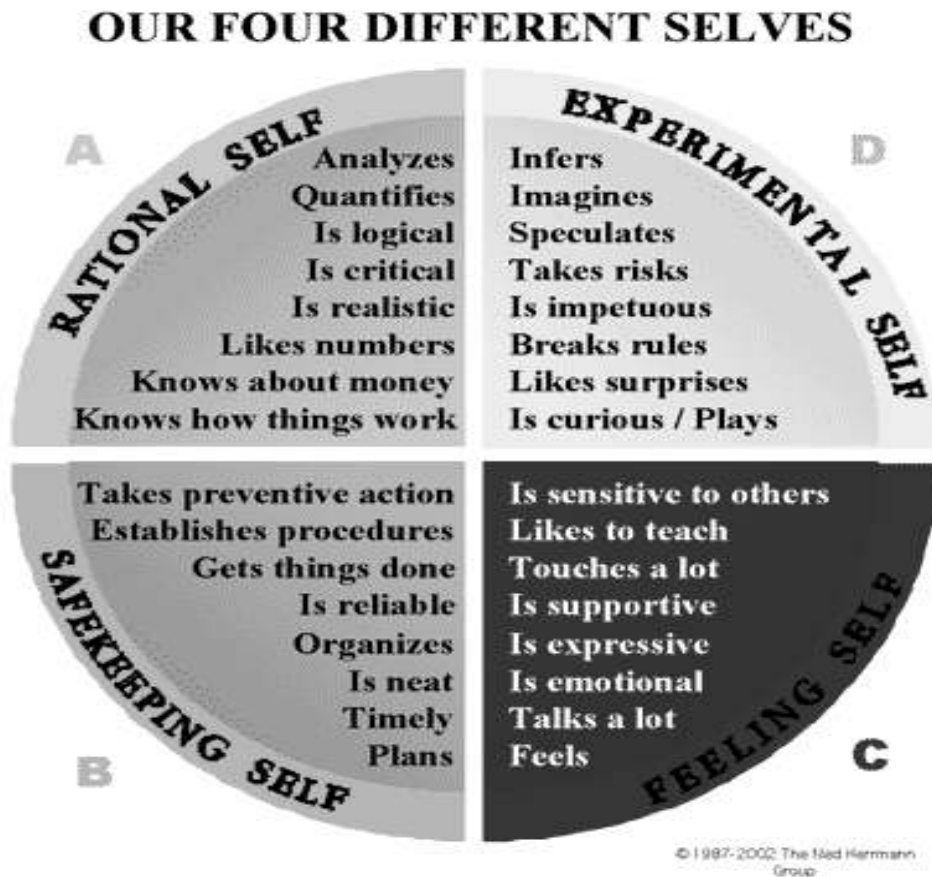 OUR FOUR DIFFERENT SELVES
A
RATIONAL SELF
Analyzes
Quantifies
Is logical
Is critical
Is realistic
Likes numbers
Knows about money
Knows how things work
D
EXPERIMENTAL SELF
Infers
Imagines
Speculates
Takes risks
Is impetuous
Breaks rules
Likes surprises
Is curious / Plays
B
SAFEKEEPING SELF
Takes preventive action
Establishes procedures
Gets things done
Is reliable
Organizes
Is neat
Timely
Plans
C
FEELING SELF
Is sensitive to others
Likes to teach
Touches a lot
Is supportive
Is expressive
Is emotional
Talks a lot
Feels
©1987-2002 The Ned Herrmann
Group